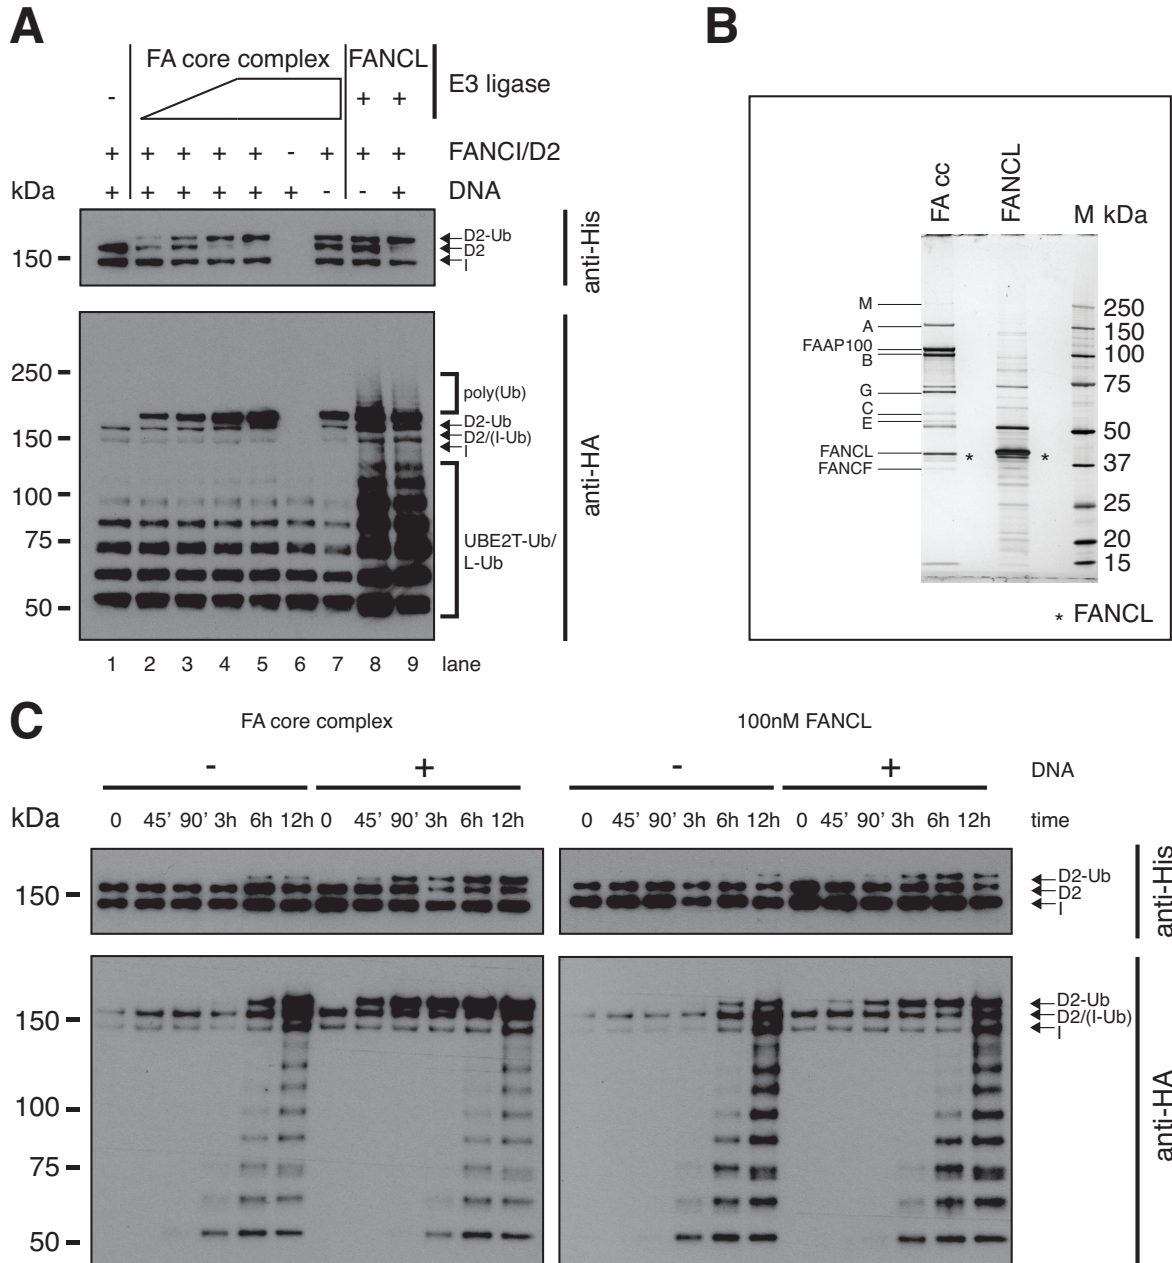 A
FA core complex FANCL
- + + E3 ligase
+ + + + + - + + + FANCI/D2
kDa + + + + + + - - + DNA
150
D2-Ub
D2
I
anti-His
250
150
100
75
50
poly(Ub)
D2-Ub
D2/(I-Ub)
I
UBE2T-Ub/
L-Ub
anti-HA
1 2 3 4 5 6 7 8 9 lane
B
FA cc FANCL M kDa
M
A
FAAP100
B
G
C
E
FANCL
FANCF
* *
250
150
100
75
50
37
25
20
15
* FANCL
C
FA core complex 100nM FANCL
- + - + DNA
kDa 0 45' 90' 3h 6h 12h 0 45' 90' 3h 6h 12h 0 45' 90' 3h 6h 12h 0 45' 90' 3h 6h 12h time
150
D2-Ub
D2
I
anti-His
150
100
75
50
D2-Ub
D2/(I-Ub)
I
anti-HA